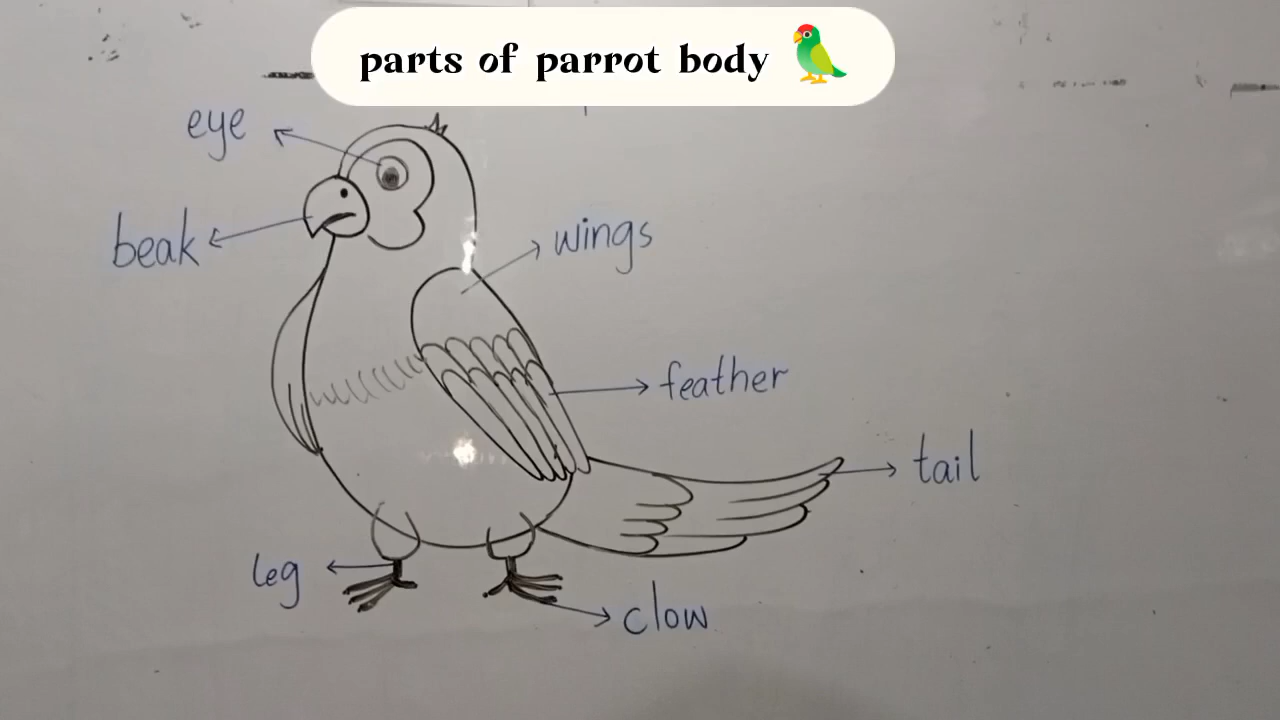 parts of parrot body
eye
beak
wings
feather
tail
leg
clow